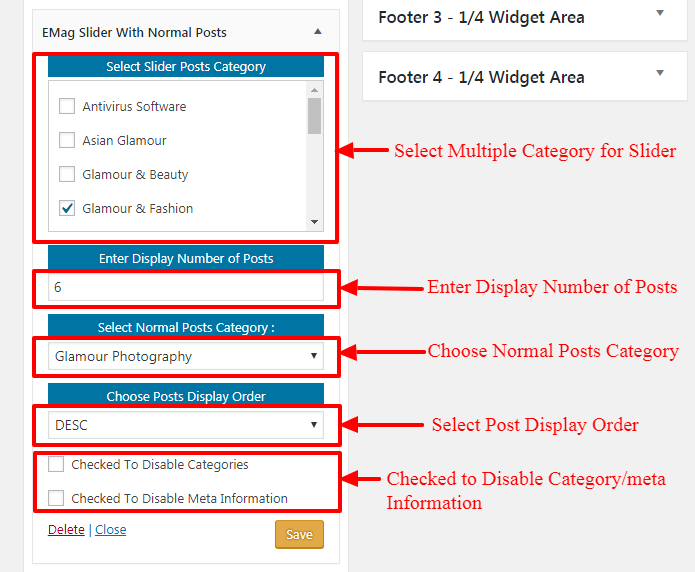 EMag Slider With Normal Posts
Select Slider Posts Category
Antivirus Software
Asian Glamour
Glamour & Beauty
Glamour & Fashion
Enter Display Number of Posts
6
Select Normal Posts Category :
Glamour Photography
Choose Posts Display Order
DESC
Checked To Disable Categories
Checked To Disable Meta Information
Delete | Close
Save
Footer 3 - 1/4 Widget Area
Footer 4 - 1/4 Widget Area
Select Multiple Category for Slider
Enter Display Number of Posts
Choose Normal Posts Category
Select Post Display Order
Checked to Disable Category/meta
Information